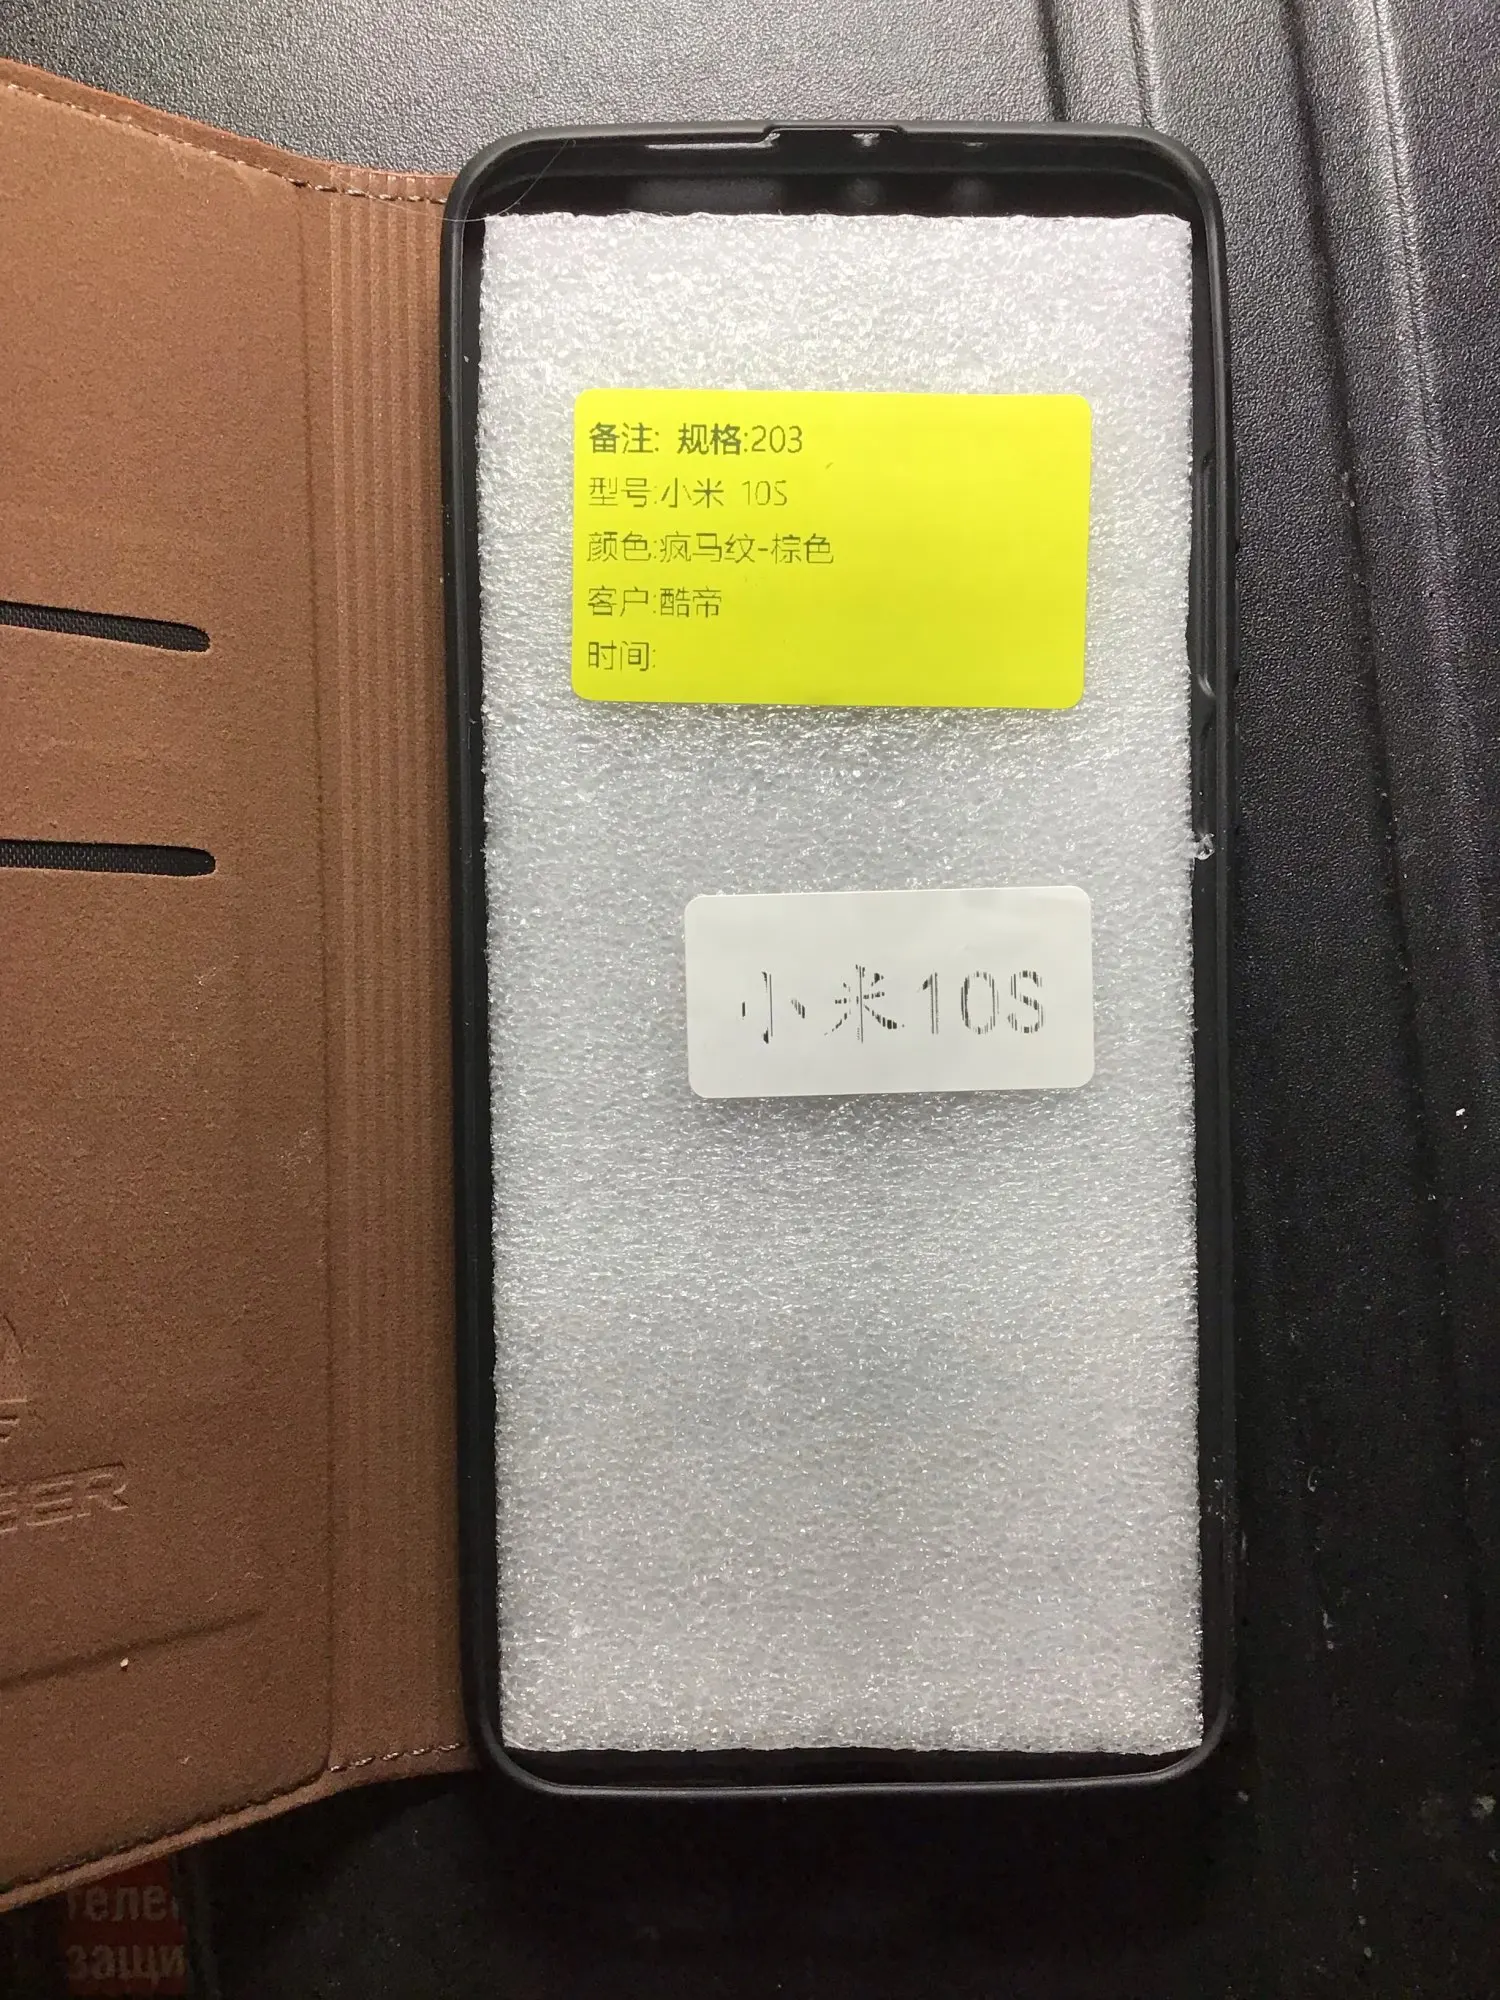 备注: 规格:203
型号:小米 10S
颜色:疯马纹-棕色
客户:酷帝
时间:
小米10S